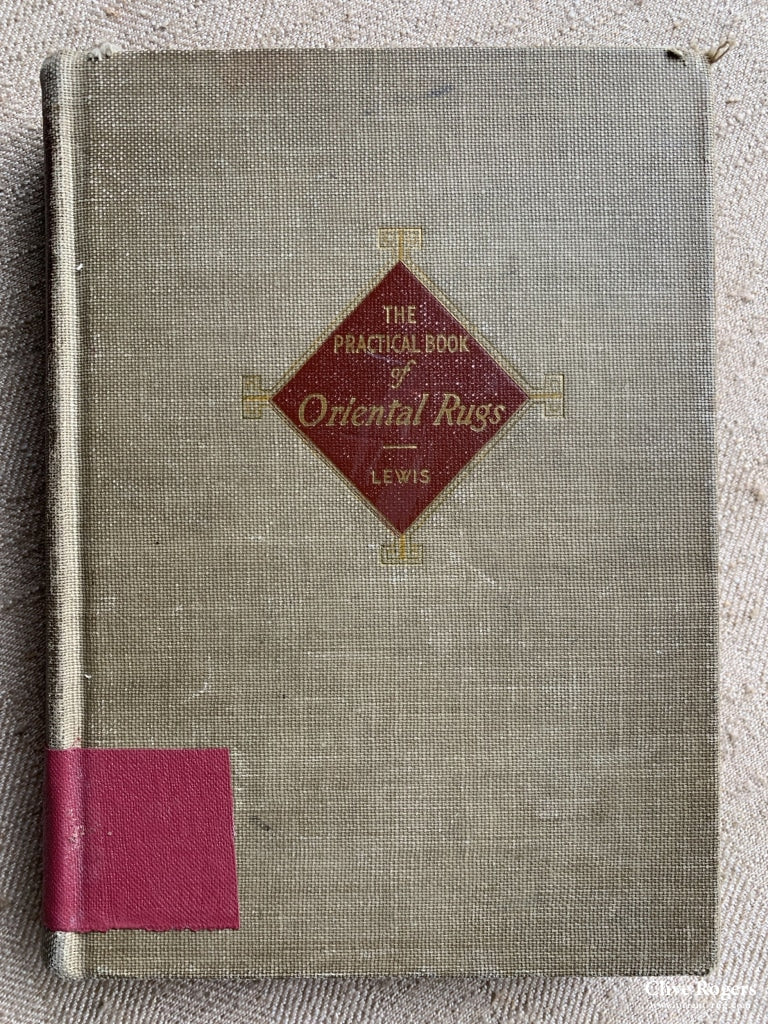 THE
PRACTICAL BOOK
of
Oriental Rugs
LEWIS
Clive Rogers